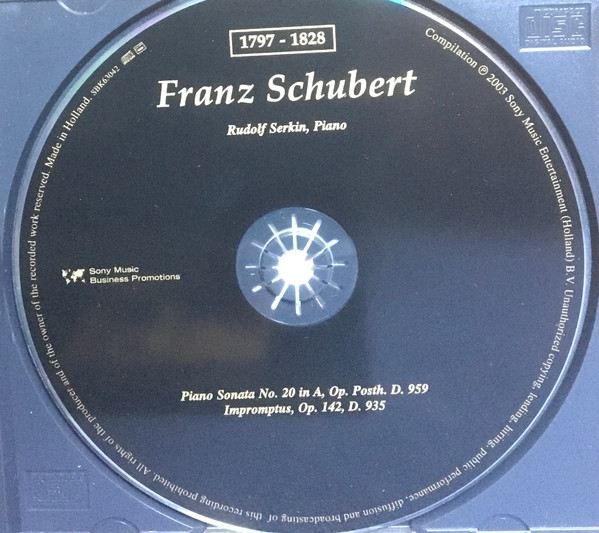 1797 - 1828
Franz Schubert
Rudolf Serkin, Piano
Sony Music
Business Promotions
Piano Sonata No. 20 in A, Op. Posth. D. 959
Impromptus, Op. 142, D. 935
Compilation ℗ 2003 Sony Music Entertainment (Holland) B.V. Unauthorized copying, lending, hiring, public performance, diffusion and broadcasting of this recording prohibited. All rights of the producer and of the owner of the recorded work reserved. Made in Holland. SBK63042